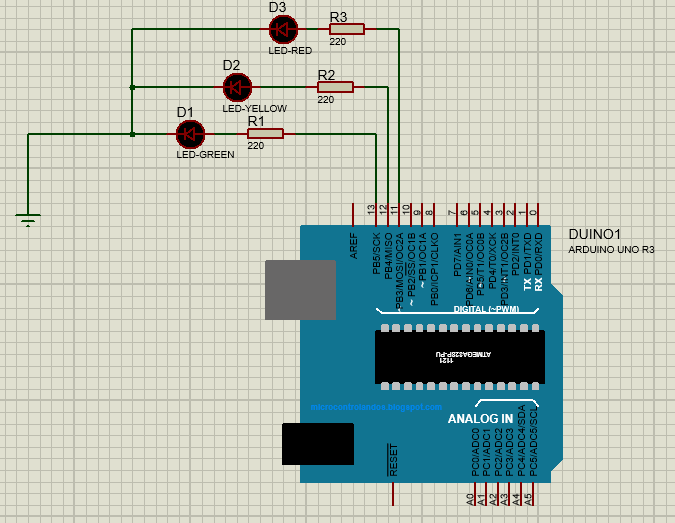 D3
R3
LED-RED
220
D2
R2
LED-YELLOW
220
D1
R1
LED-GREEN
220
13
12
11
10
9
8
7
6
5
4
3
2
1
0
AREF
PB5/SCK
PB4/MISO
PB3/MOSI/OC2A
~ PB2/SS/OC1B
~ PB1/OC1A
PB0/ICP1/CLKO
PD7/AIN1
PD6/AIN0/OC0A
PD5/T1/OC0B
PD4/T0/XCK
PD3/INT1/OC2B
PD2/INT0
TX PD1/TXD
RX PD0/RXD
DUINO1
ARDUINO UNO R3
DIGITAL (~PWM)
1121
ATMEGA328P-PU
ANALOG IN
RESET
PC0/ADC0
PC1/ADC1
PC2/ADC2
PC3/ADC3
PC4/ADC4/SDA
PC5/ADC5/SCL
A0
A1
A2
A3
A4
A5